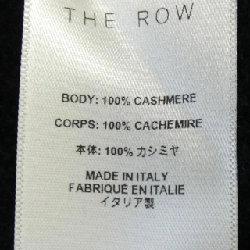 THE ROW
BODY: 100% CASHMERE
CORPS: 100% CACHEMIRE
本体: 100% カシミヤ
MADE IN ITALY
FABRIQUÉ EN ITALIE
イタリア製